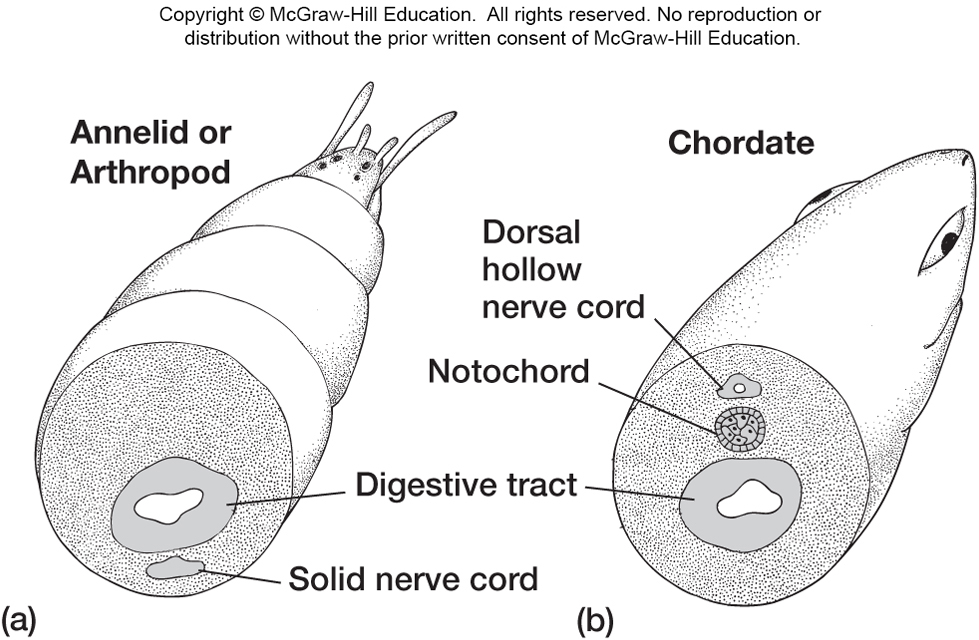 Copyright © McGraw-Hill Education.  All rights reserved. No reproduction or
distribution without the prior written consent of McGraw-Hill Education.
Annelid or
Arthropod
Chordate
Dorsal
hollow
nerve cord
Notochord
Digestive tract
Solid nerve cord
(a)
(b)